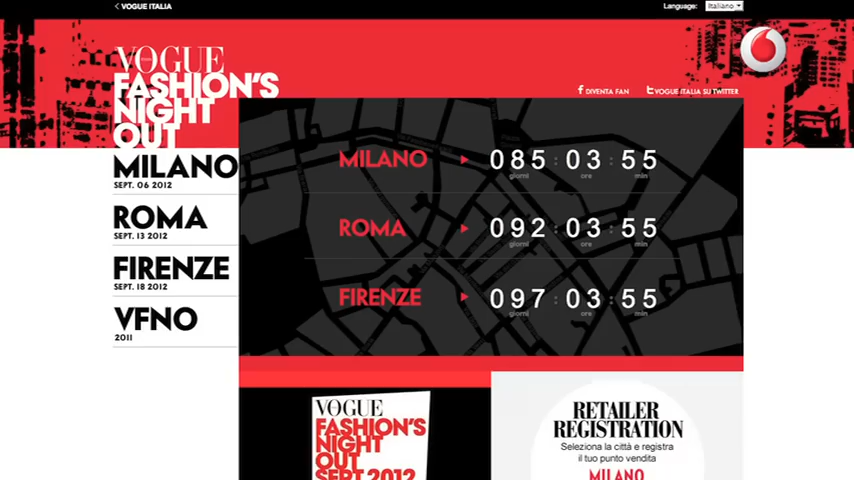 VOGUE ITALIA
Language: Italiano
VOGUE
FASHION'S
NIGHT
OUT
DIVENTA FAN
VOGUE ITALIA SU TWITTER
MILANO
SEPT. 06 2012
ROMA
SEPT. 13 2012
FIRENZE
SEPT. 18 2012
VFNO
2011
MILANO 085 : 03 : 55
giorni ore min
ROMA 092 : 03 : 55
giorni ore min
FIRENZE 097 : 03 : 55
giorni ore min
VOGUE
FASHION'S
NIGHT
OUT
SEPT 2012
RETAILER
REGISTRATION
Seleziona la città e registra
il tuo punto vendita
MILANO